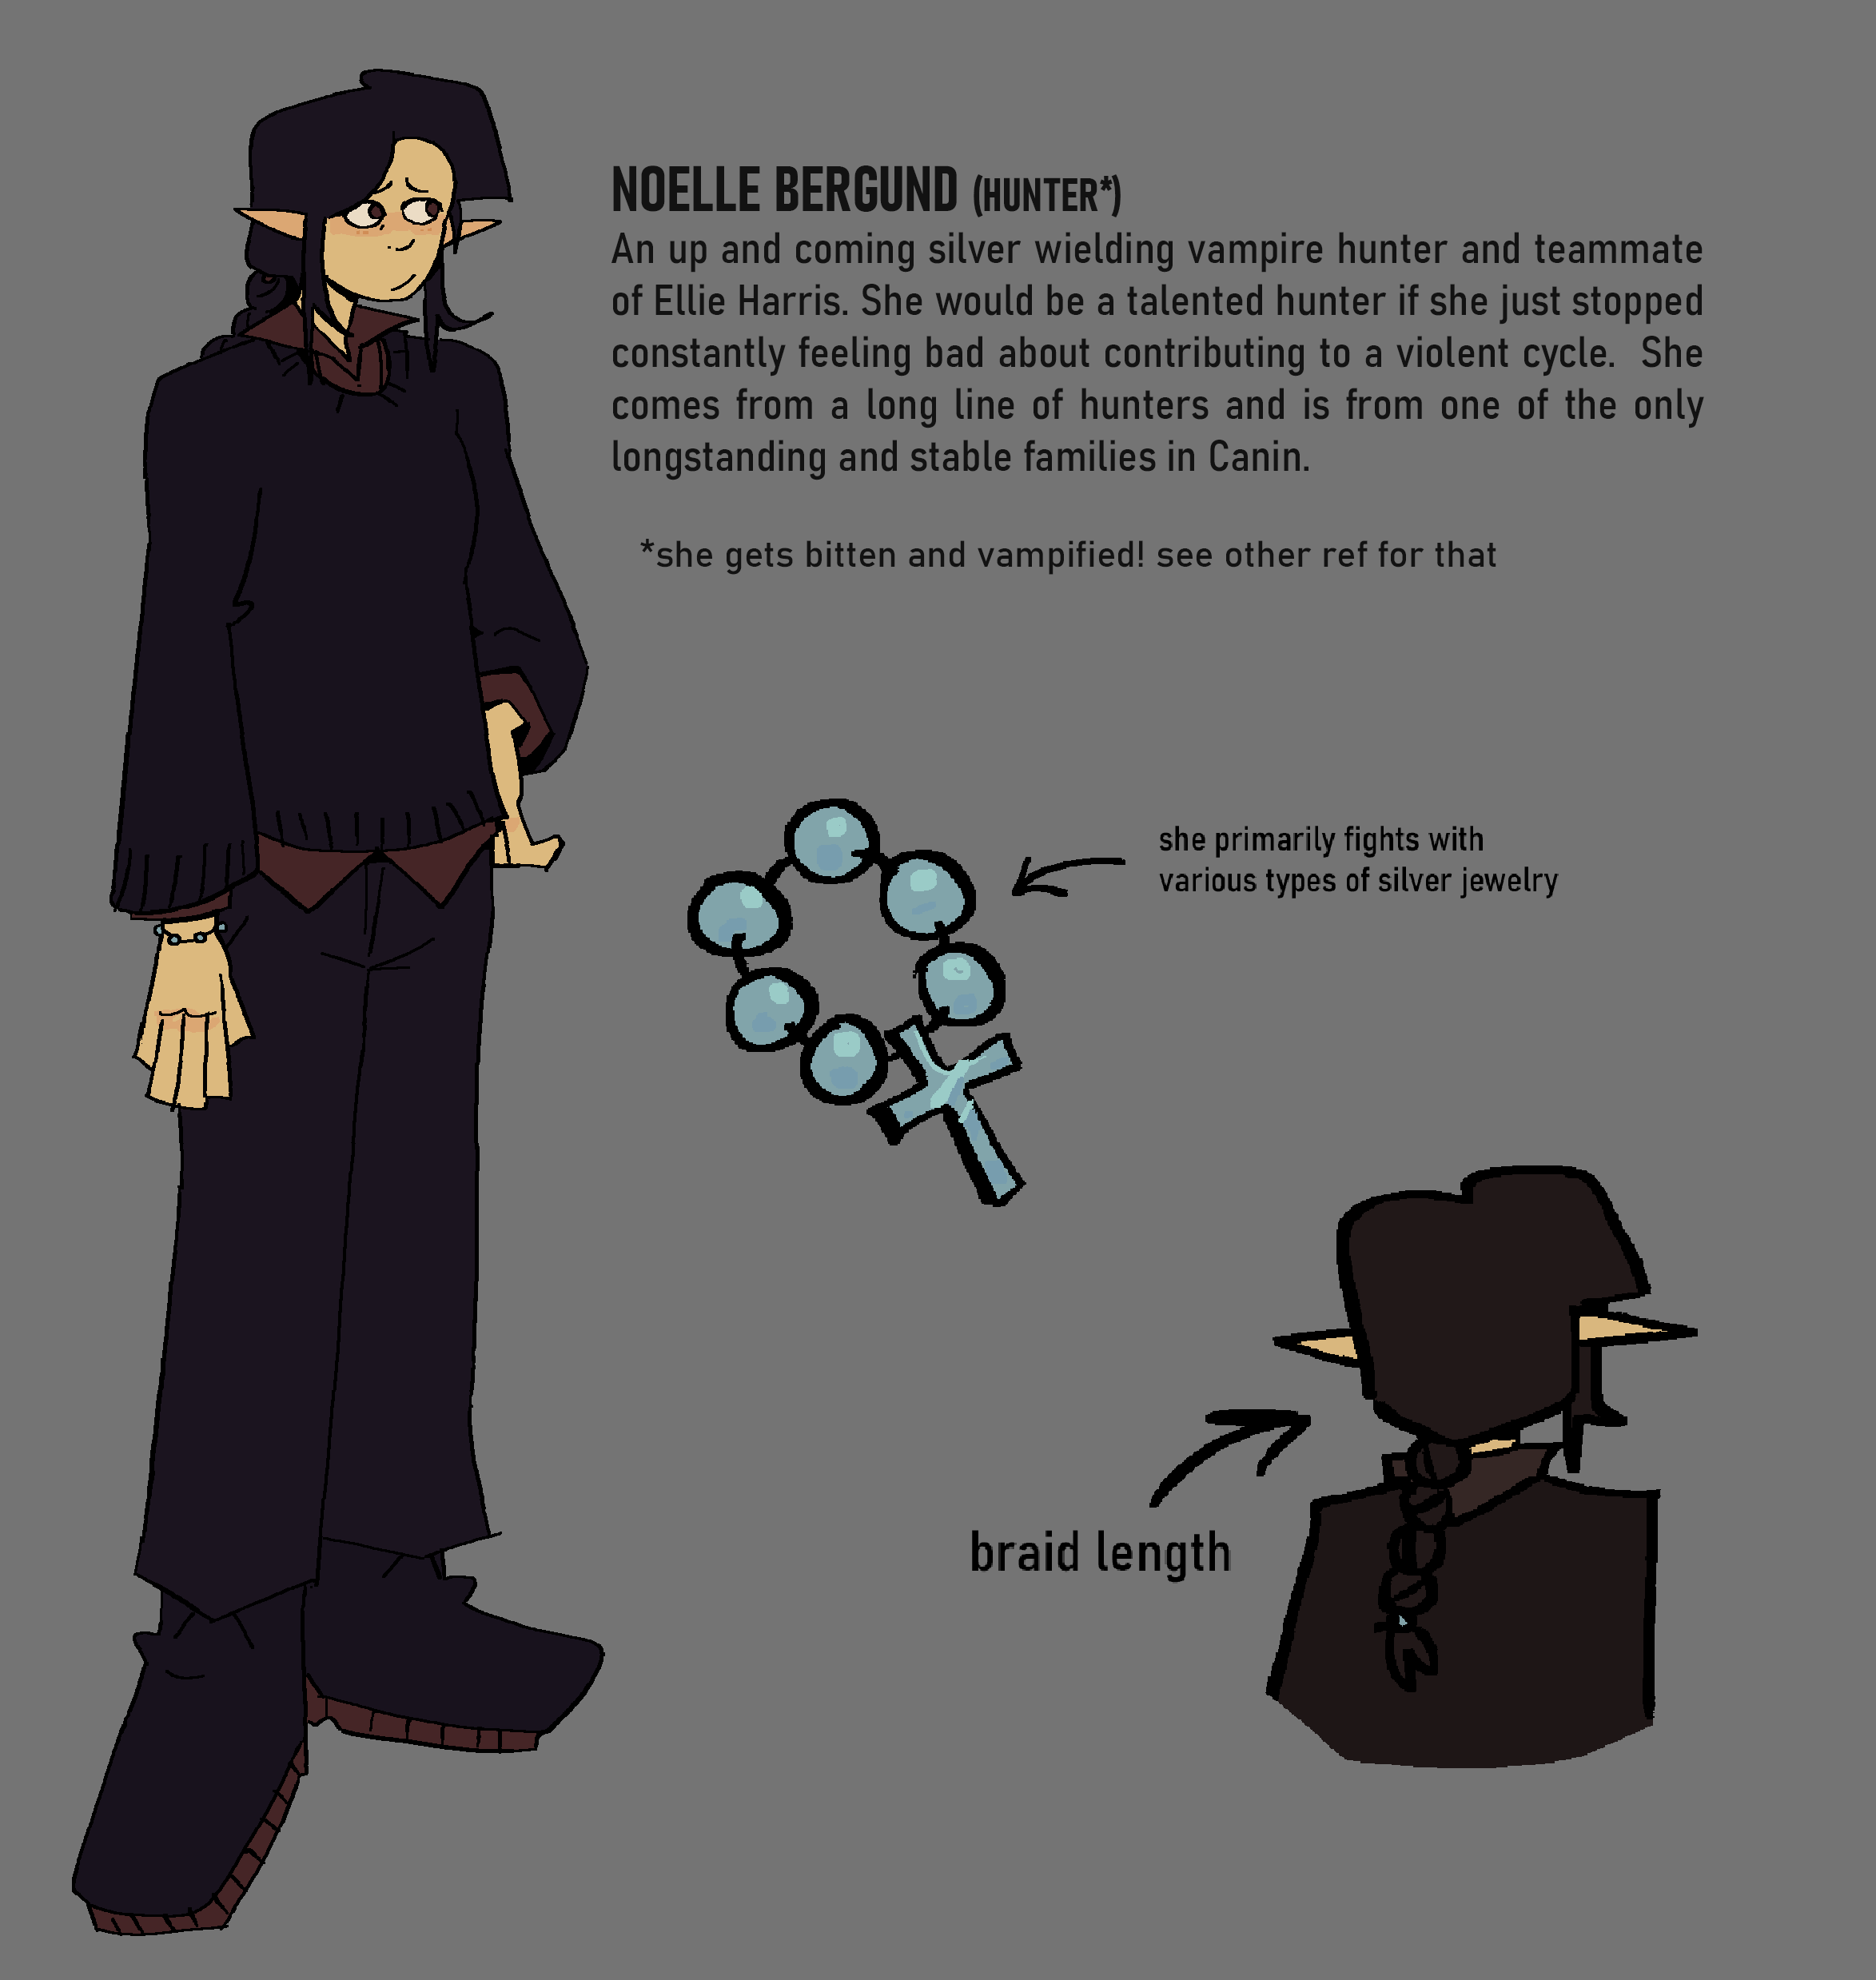 NOELLE BERGUND (HUNTER*)
An up and coming silver wielding vampire hunter and teammate
of Ellie Harris. She would be a talented hunter if she just stopped
constantly feeling bad about contributing to a violent cycle.  She
comes from a long line of hunters and is from one of the only
longstanding and stable families in Canin.
*she gets bitten and vampified! see other ref for that
she primarily fights with
various types of silver jewelry
braid length